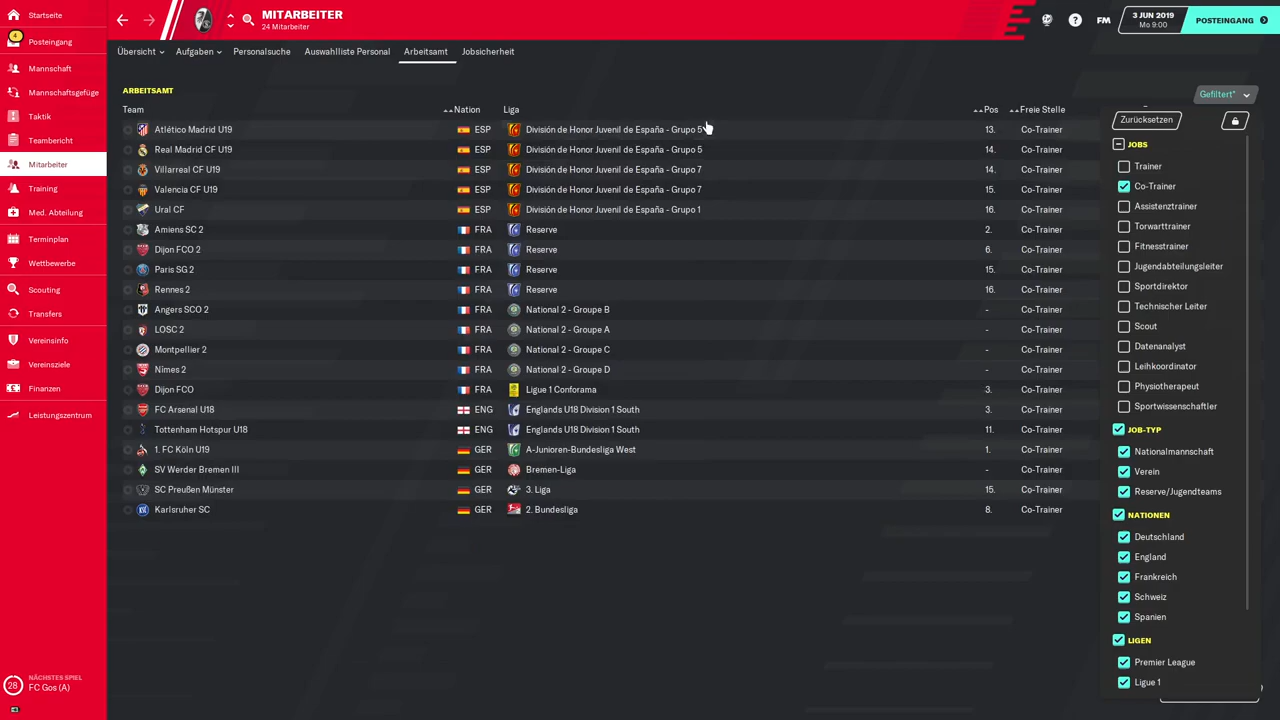 Startseite
4
Posteingang
Mannschaft
Mannschaftsgefüge
Taktik
Teambericht
Mitarbeiter
Training
Med. Abteilung
Terminplan
Wettbewerbe
Scouting
Transfers
Vereinsinfo
Vereinsziele
Finanzen
Leistungszentrum
28
NÄCHSTES SPIEL
FC Gos (A)
MITARBEITER
24 Mitarbeiter
FM
3 JUN 2019
Mo 9:00
POSTEINGANG
Übersicht Aufgaben Personalsuche Auswahlliste Personal Arbeitsamt Jobsicherheit
ARBEITSAMT
Gefiltert*
Team Nation Liga Pos Freie Stelle
Atlético Madrid U19 ESP División de Honor Juvenil de España - Grupo 5 13. Co-Trainer
Real Madrid CF U19 ESP División de Honor Juvenil de España - Grupo 5 14. Co-Trainer
Villarreal CF U19 ESP División de Honor Juvenil de España - Grupo 7 14. Co-Trainer
Valencia CF U19 ESP División de Honor Juvenil de España - Grupo 7 15. Co-Trainer
Ural CF ESP División de Honor Juvenil de España - Grupo 1 16. Co-Trainer
Amiens SC 2 FRA Reserve 2. Co-Trainer
Dijon FCO 2 FRA Reserve 6. Co-Trainer
Paris SG 2 FRA Reserve 15. Co-Trainer
Rennes 2 FRA Reserve 16. Co-Trainer
Angers SCO 2 FRA National 2 - Groupe B - Co-Trainer
LOSC 2 FRA National 2 - Groupe A - Co-Trainer
Montpellier 2 FRA National 2 - Groupe C - Co-Trainer
Nîmes 2 FRA National 2 - Groupe D - Co-Trainer
Dijon FCO FRA Ligue 1 Conforama 3. Co-Trainer
FC Arsenal U18 ENG Englands U18 Division 1 South 3. Co-Trainer
Tottenham Hotspur U18 ENG Englands U18 Division 1 South 11. Co-Trainer
1. FC Köln U19 GER A-Junioren-Bundesliga West 1. Co-Trainer
SV Werder Bremen III GER Bremen-Liga - Co-Trainer
SC Preußen Münster GER 3. Liga 15. Co-Trainer
Karlsruher SC GER 2. Bundesliga 8. Co-Trainer
Zurücksetzen
JOBS
Trainer
Co-Trainer
Assistenztrainer
Torwarttrainer
Fitnesstrainer
Jugendabteilungsleiter
Sportdirektor
Technischer Leiter
Scout
Datenanalyst
Leihkoordinator
Physiotherapeut
Sportwissenschaftler
JOB-TYP
Nationalmannschaft
Verein
Reserve/Jugendteams
NATIONEN
Deutschland
England
Frankreich
Schweiz
Spanien
LIGEN
Premier League
Ligue 1